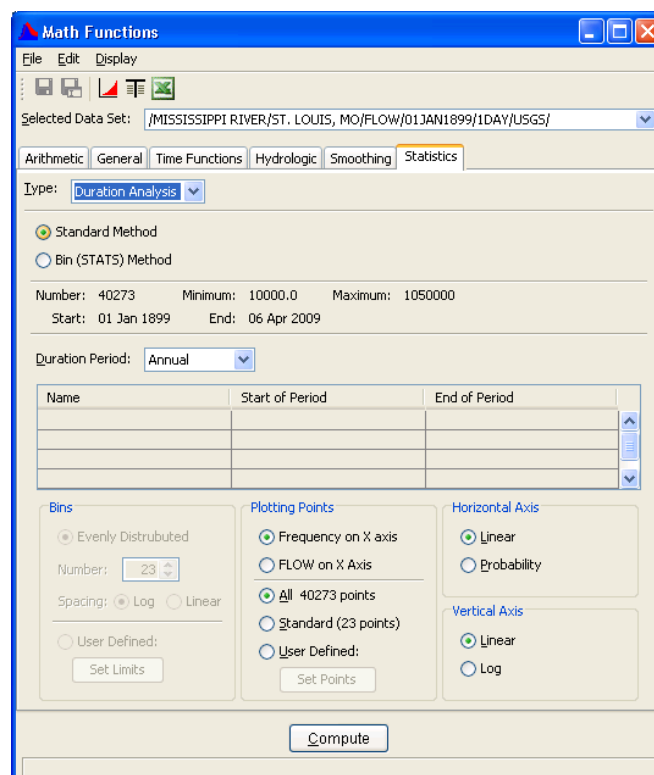 Math Functions
File Edit Display
Selected Data Set: /MISSISSIPPI RIVER/ST. LOUIS, MO/FLOW/01JAN1899/1DAY/USGS/
Arithmetic General Time Functions Hydrologic Smoothing Statistics
Type: Duration Analysis
Standard Method
Bin (STATS) Method
Number: 40273 Minimum: 10000.0 Maximum: 1050000
Start: 01 Jan 1899 End: 06 Apr 2009
Duration Period: Annual
Name Start of Period End of Period
Bins
Evenly Distrubuted
Number: 23
Spacing: Log Linear
User Defined:
Set Limits
Plotting Points
Frequency on X axis
FLOW on X Axis
All 40273 points
Standard (23 points)
User Defined:
Set Points
Horizontal Axis
Linear
Probability
Vertical Axis
Linear
Log
Compute